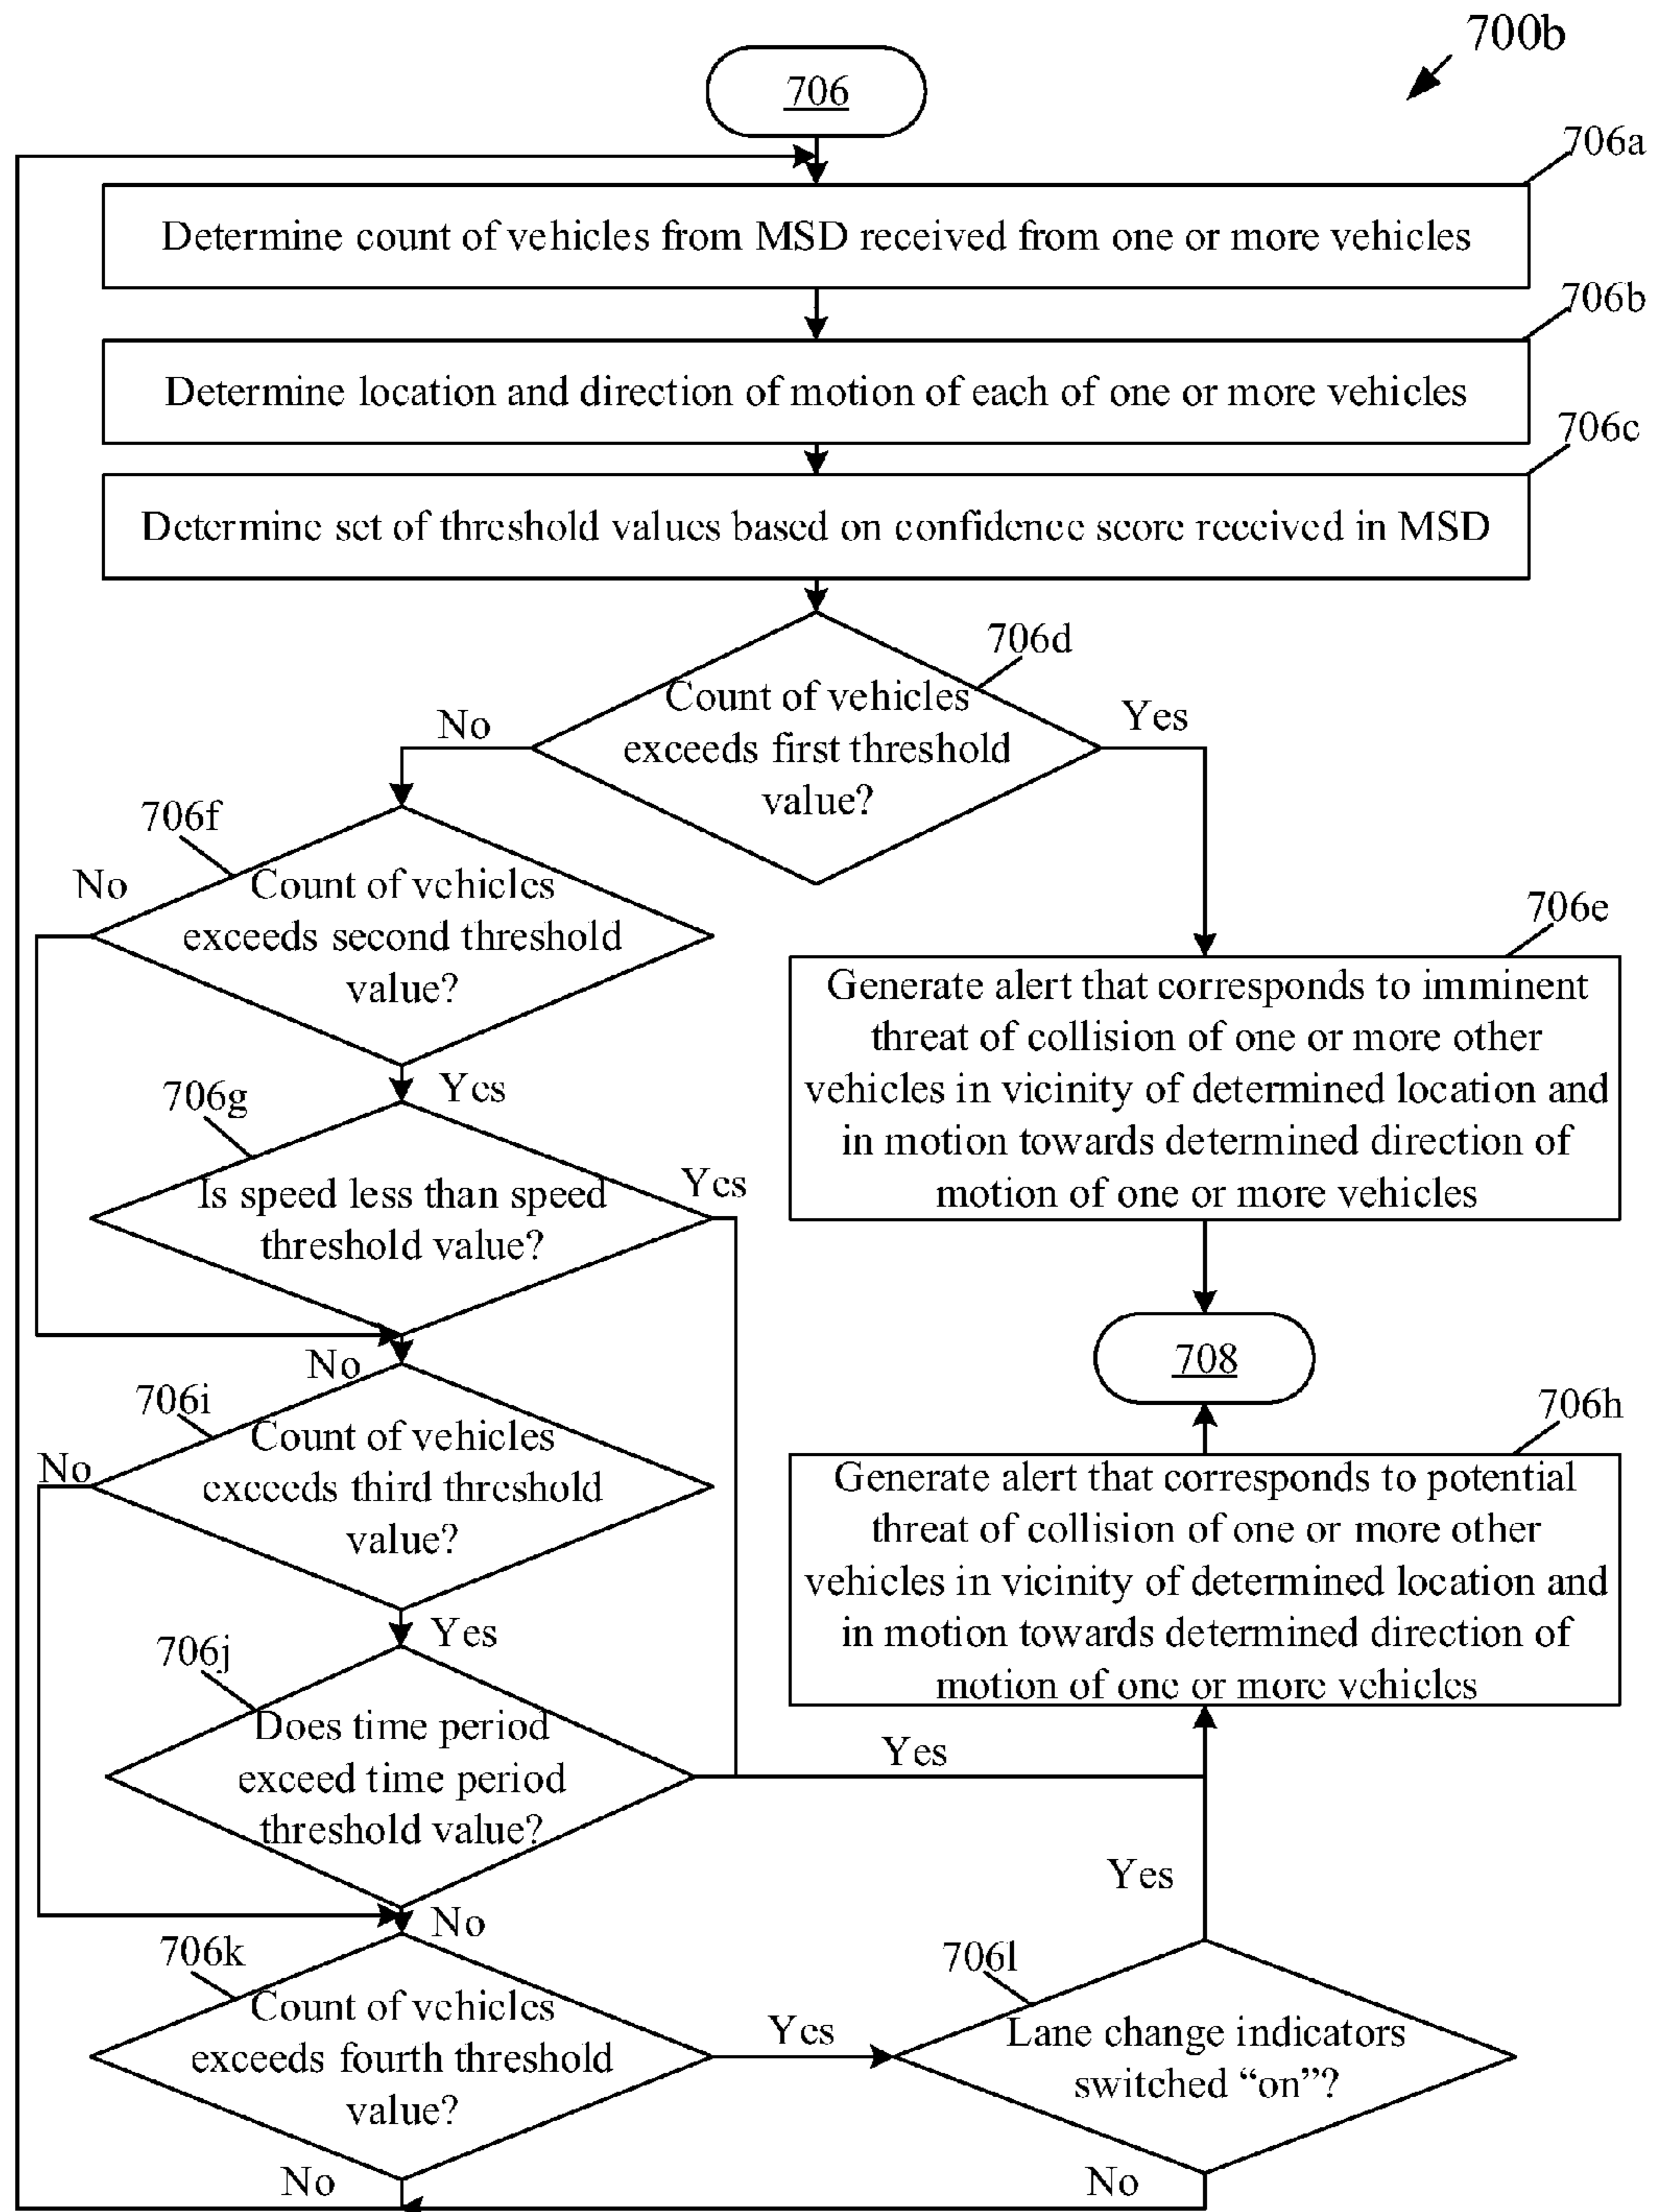 700b
706
706a
Determine count of vehicles from MSD received from one or more vehicles
706b
Determine location and direction of motion of each of one or more vehicles
706c
Determine set of threshold values based on confidence score received in MSD
706d
Count of vehicles
exceeds first threshold
value?
No
Yes
706f
No
Count of vehicles
exceeds second threshold
value?
Yes
706e
Generate alert that corresponds to imminent
threat of collision of one or more other
vehicles in vicinity of determined location and
in motion towards determined direction of
motion of one or more vehicles
706g
Is speed less than speed
threshold value?
Yes
No
708
706i
No
Count of vehicles
exceeds third threshold
value?
Yes
706h
Generate alert that corresponds to potential
threat of collision of one or more other
vehicles in vicinity of determined location and
in motion towards determined direction of
motion of one or more vehicles
706j
Does time period
exceed time period
threshold value?
Yes
No
706k
Count of vehicles
exceeds fourth threshold
value?
Yes
No
706l
Lane change indicators
switched “on”?
Yes
No